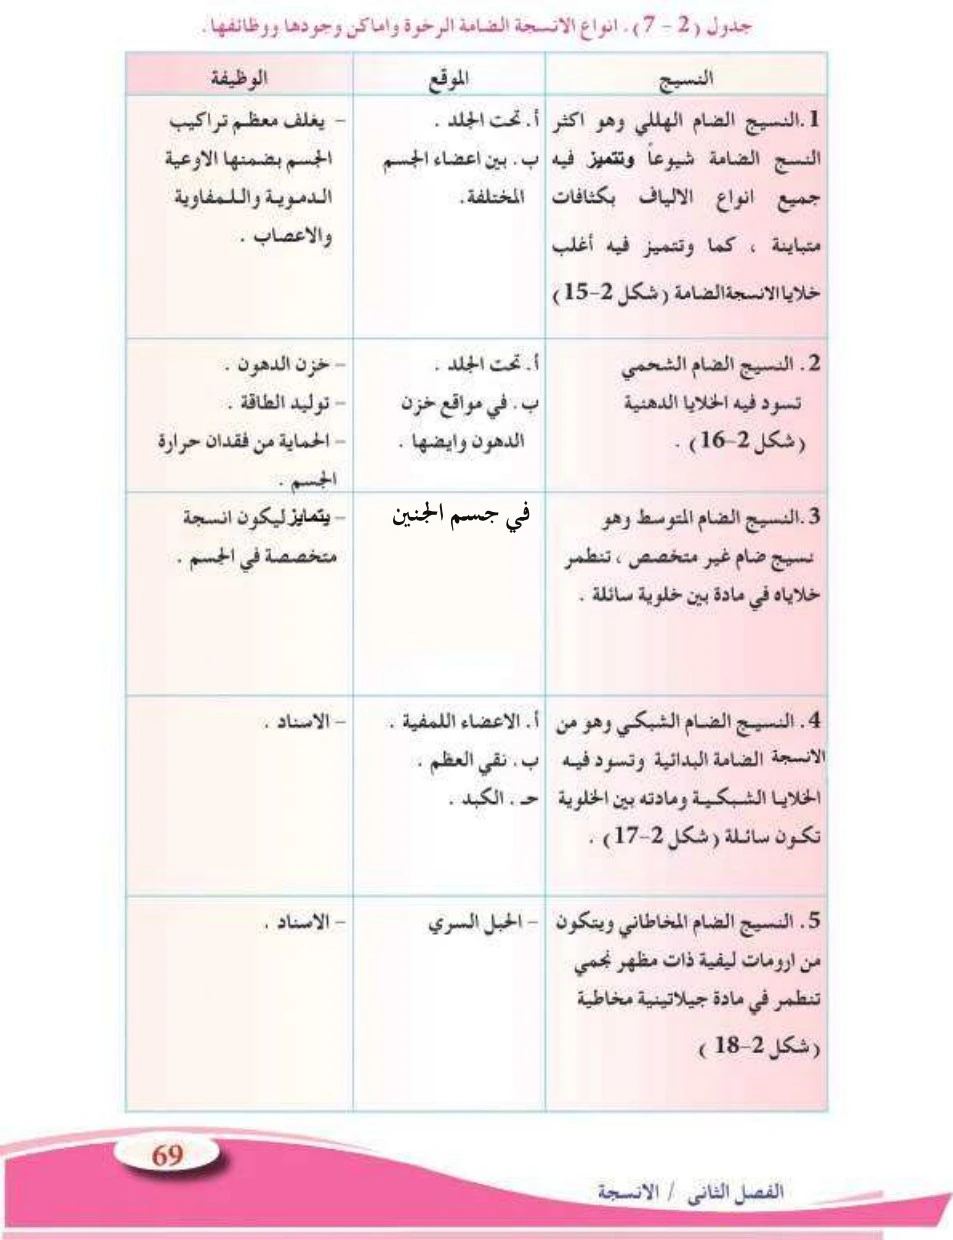 جدول (2 - 7). انواع الانسجة الضامة الرخوة واماكن وجودها ووظائفها.
النسيج
الموقع
الوظيفة
1.النسيج الضام الهللي وهو اكثر
النسج الضامة شيوعاً وتتميز فيه
جميع انواع الالياف بكثافات
متباينة ، كما وتتميز فيه أغلب
خلايا الانسجة الضامة (شكل 2-15)
أ. تحت الجلد .
ب. بين اعضاء الجسم
المختلفة.
- يغلف معظم تراكيب
الجسم بضمنها الاوعية
الدموية واللمفاوية
والاعصاب .
2. النسيج الضام الشحمي
تسود فيه الخلايا الدهنية
(شكل 2-16) .
أ. تحت الجلد .
ب. في مواقع خزن
الدهون وايضها .
- خزن الدهون .
- توليد الطاقة .
- الحماية من فقدان حرارة
الجسم .
3.النسيج الضام المتوسط وهو
نسيج ضام غير متخصص ، تنطمر
خلاياه في مادة بين خلوية سائلة .
في جسم الجنين
- يتمايز ليكون انسجة
متخصصة في الجسم .
4. النسيج الضام الشبكي وهو من
الانسجة الضامة البدائية وتسود فيه
الخلايا الشبكية ومادته بين الخلوية
تكون سائلة (شكل 2-17) .
أ. الاعضاء اللمفية .
ب. نقي العظم .
حـ . الكبد .
- الاسناد .
5. النسيج الضام المخاطاني ويتكون
من ارومات ليفية ذات مظهر نجمي
تنطمر في مادة جيلاتينية مخاطية
(شكل 2-18 )
- الحبل السري
- الاسناد .
69
الفصل الثاني / الانسجة